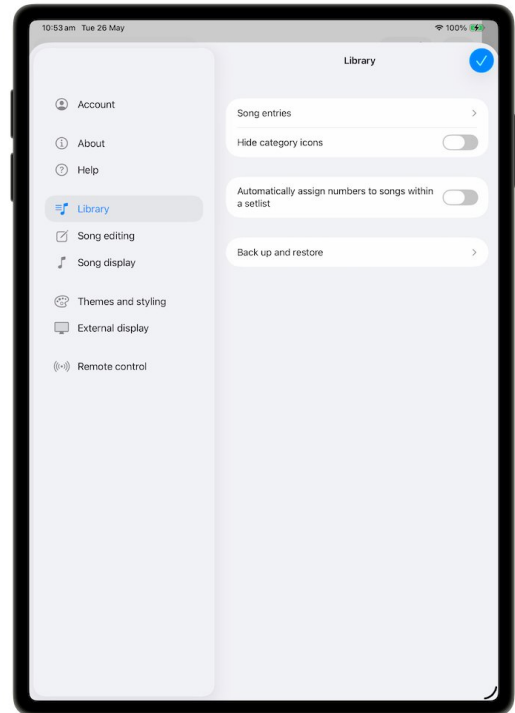 10:53 am Tue 26 May
100%
Library
Account
About
Help
Library
Song editing
Song display
Themes and styling
External display
Remote control
Song entries
Hide category icons
Automatically assign numbers to songs within
a setlist
Back up and restore